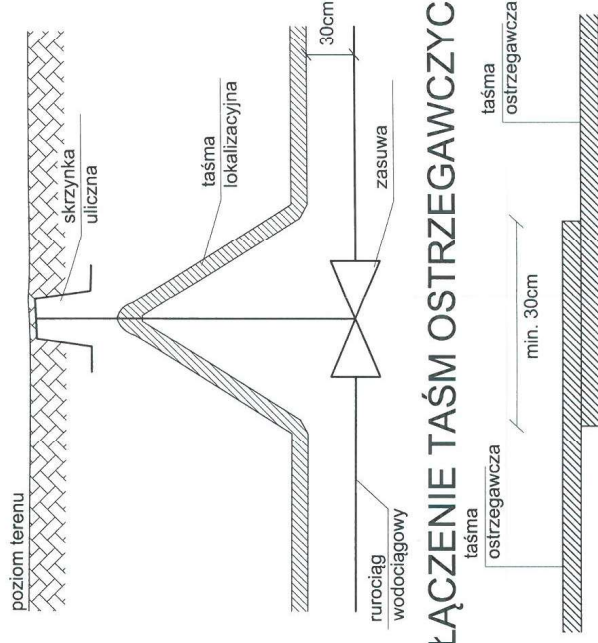 poziom terenu
skrzynka
uliczna
taśma
lokalizacyjna
30cm
zasuwa
rurociąg
wodociągowy
ŁĄCZENIE TAŚM OSTRZEGAWCZYC
taśma
ostrzegawcza
min. 30cm
taśma
ostrzegawcza